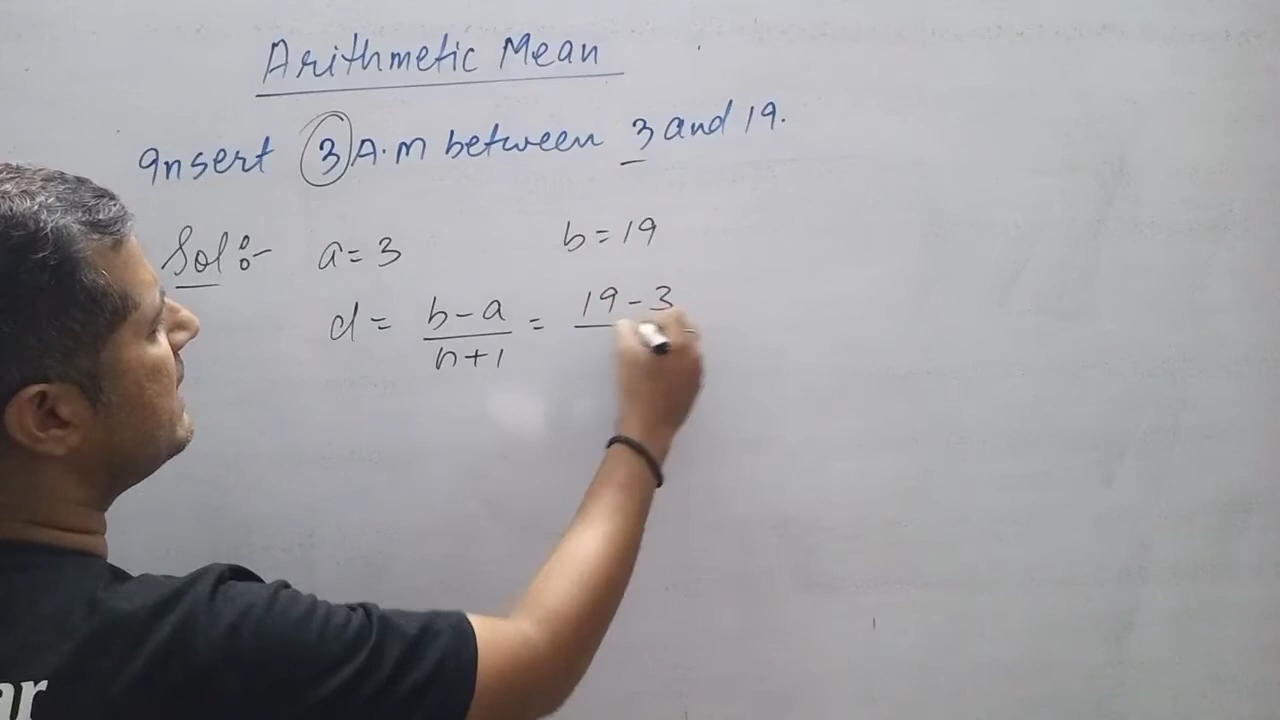 Arithmetic Mean
Insert 3 A.M between 3 and 19.
Sol:- a = 3 b = 19
d = b-a/n+1 = 19-3
ar